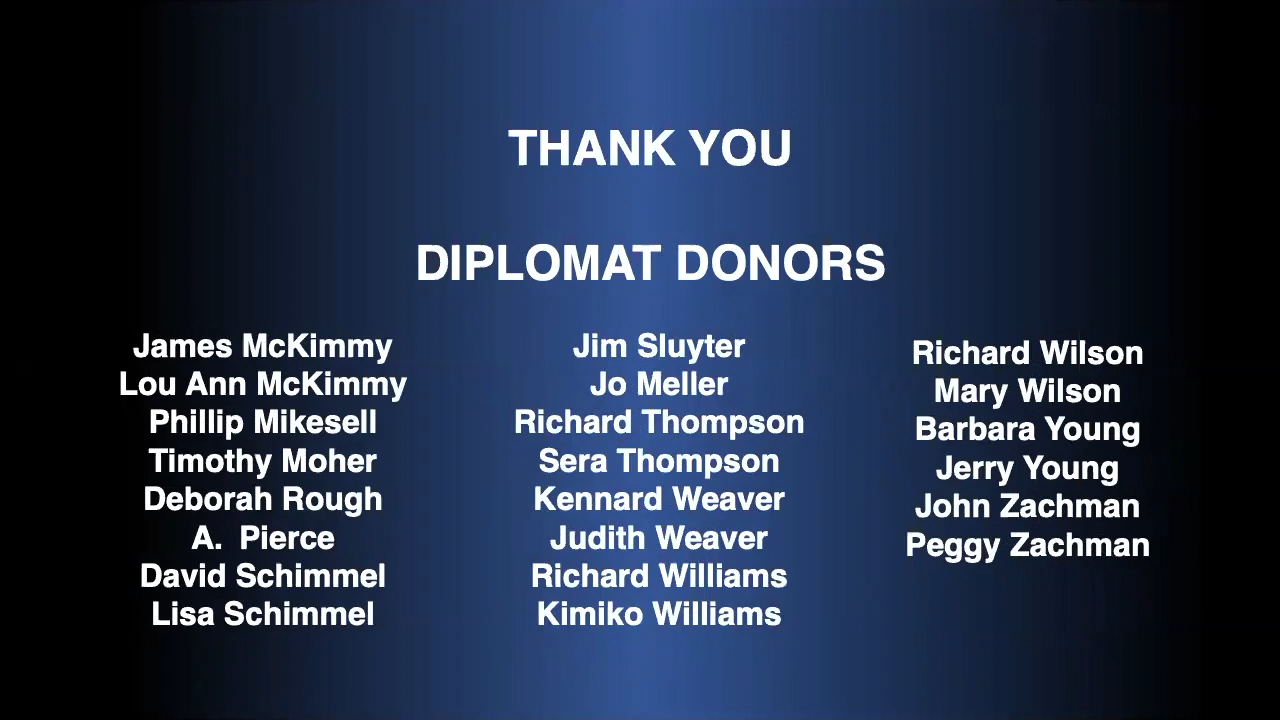 THANK YOU
DIPLOMAT DONORS
James McKimmy
Lou Ann McKimmy
Phillip Mikesell
Timothy Moher
Deborah Rough
A.  Pierce
David Schimmel
Lisa Schimmel
Jim Sluyter
Jo Meller
Richard Thompson
Sera Thompson
Kennard Weaver
Judith Weaver
Richard Williams
Kimiko Williams
Richard Wilson
Mary Wilson
Barbara Young
Jerry Young
John Zachman
Peggy Zachman